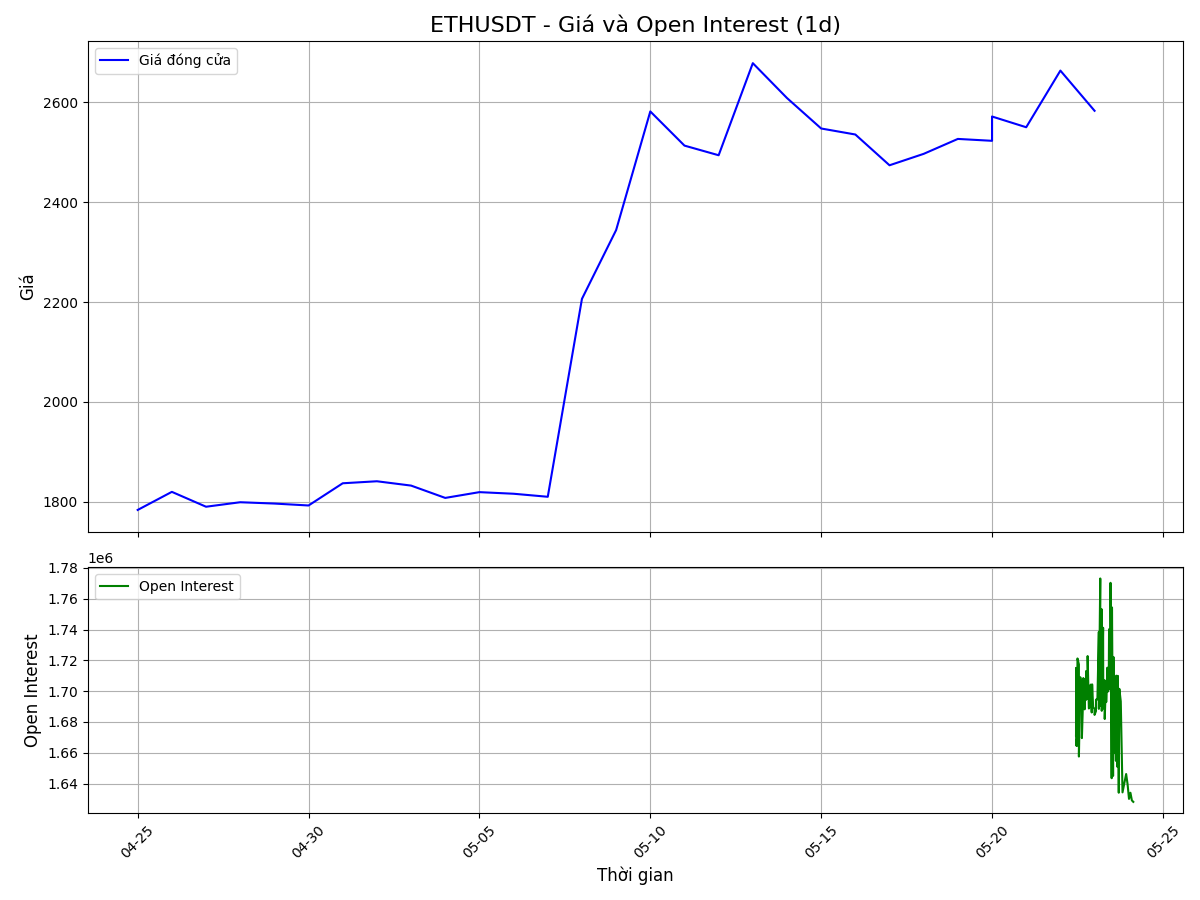 ETHUSDT - Giá và Open Interest (1d)
Giá đóng cửa
2600
2400
2200
2000
1800
Giá
1e6
Open Interest
1.78
1.76
1.74
1.72
1.70
1.68
1.66
1.64
Open Interest
04-25
04-30
05-05
05-10
05-15
05-20
05-25
Thời gian